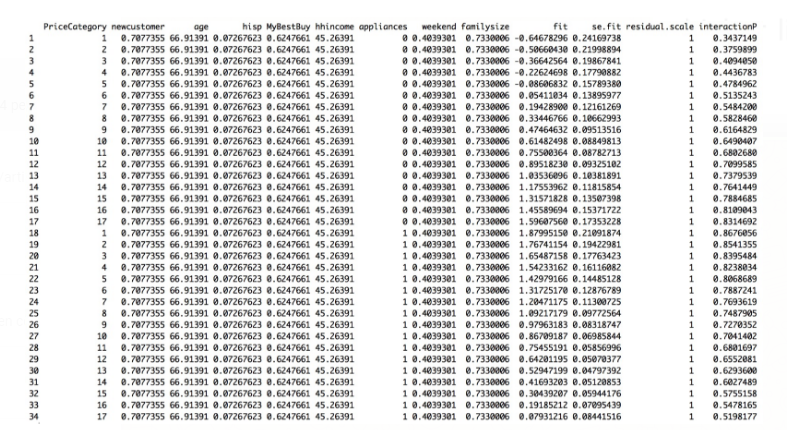 PriceCategory newcustomer age hisp MyBestBuy hhincome appliances weekend familysize fit se.fit residual.scale interactionP
1 1 0.7077355 66.91391 0.07267623 0.6247661 45.26391 0 0.4039301 0.7330006 -0.64678296 0.24169738 1 0.3437149
2 2 0.7077355 66.91391 0.07267623 0.6247661 45.26391 0 0.4039301 0.7330006 -0.50660430 0.21998894 1 0.3759899
3 3 0.7077355 66.91391 0.07267623 0.6247661 45.26391 0 0.4039301 0.7330006 -0.36642564 0.19867841 1 0.4094050
4 4 0.7077355 66.91391 0.07267623 0.6247661 45.26391 0 0.4039301 0.7330006 -0.22624698 0.17790882 1 0.4436783
5 5 0.7077355 66.91391 0.07267623 0.6247661 45.26391 0 0.4039301 0.7330006 -0.08606832 0.15789380 1 0.4784962
6 6 0.7077355 66.91391 0.07267623 0.6247661 45.26391 0 0.4039301 0.7330006 0.05411034 0.13895977 1 0.5135243
7 7 0.7077355 66.91391 0.07267623 0.6247661 45.26391 0 0.4039301 0.7330006 0.19428900 0.12161269 1 0.5484200
8 8 0.7077355 66.91391 0.07267623 0.6247661 45.26391 0 0.4039301 0.7330006 0.33446766 0.10662993 1 0.5828460
9 9 0.7077355 66.91391 0.07267623 0.6247661 45.26391 0 0.4039301 0.7330006 0.47464632 0.09513516 1 0.6164829
10 10 0.7077355 66.91391 0.07267623 0.6247661 45.26391 0 0.4039301 0.7330006 0.61482498 0.08849813 1 0.6490407
11 11 0.7077355 66.91391 0.07267623 0.6247661 45.26391 0 0.4039301 0.7330006 0.75500364 0.08782713 1 0.6802680
12 12 0.7077355 66.91391 0.07267623 0.6247661 45.26391 0 0.4039301 0.7330006 0.89518230 0.09325102 1 0.7099585
13 13 0.7077355 66.91391 0.07267623 0.6247661 45.26391 0 0.4039301 0.7330006 1.03536096 0.10381891 1 0.7379539
14 14 0.7077355 66.91391 0.07267623 0.6247661 45.26391 0 0.4039301 0.7330006 1.17553962 0.11815854 1 0.7641449
15 15 0.7077355 66.91391 0.07267623 0.6247661 45.26391 0 0.4039301 0.7330006 1.31571828 0.13507398 1 0.7884685
16 16 0.7077355 66.91391 0.07267623 0.6247661 45.26391 0 0.4039301 0.7330006 1.45589694 0.15371722 1 0.8109043
17 17 0.7077355 66.91391 0.07267623 0.6247661 45.26391 0 0.4039301 0.7330006 1.59607560 0.17353228 1 0.8314692
18 1 0.7077355 66.91391 0.07267623 0.6247661 45.26391 1 0.4039301 0.7330006 1.87995150 0.21091874 1 0.8676056
19 2 0.7077355 66.91391 0.07267623 0.6247661 45.26391 1 0.4039301 0.7330006 1.76741154 0.19422981 1 0.8541355
20 3 0.7077355 66.91391 0.07267623 0.6247661 45.26391 1 0.4039301 0.7330006 1.65487158 0.17763423 1 0.8395484
21 4 0.7077355 66.91391 0.07267623 0.6247661 45.26391 1 0.4039301 0.7330006 1.54233162 0.16116082 1 0.8238034
22 5 0.7077355 66.91391 0.07267623 0.6247661 45.26391 1 0.4039301 0.7330006 1.42979166 0.14485128 1 0.8068689
23 6 0.7077355 66.91391 0.07267623 0.6247661 45.26391 1 0.4039301 0.7330006 1.31725170 0.12876789 1 0.7887241
24 7 0.7077355 66.91391 0.07267623 0.6247661 45.26391 1 0.4039301 0.7330006 1.20471175 0.11300725 1 0.7693619
25 8 0.7077355 66.91391 0.07267623 0.6247661 45.26391 1 0.4039301 0.7330006 1.09217179 0.09772564 1 0.7487905
26 9 0.7077355 66.91391 0.07267623 0.6247661 45.26391 1 0.4039301 0.7330006 0.97963183 0.08318747 1 0.7270352
27 10 0.7077355 66.91391 0.07267623 0.6247661 45.26391 1 0.4039301 0.7330006 0.86709187 0.06985844 1 0.7041402
28 11 0.7077355 66.91391 0.07267623 0.6247661 45.26391 1 0.4039301 0.7330006 0.75455191 0.05856996 1 0.6801697
29 12 0.7077355 66.91391 0.07267623 0.6247661 45.26391 1 0.4039301 0.7330006 0.64201195 0.05070377 1 0.6552081
30 13 0.7077355 66.91391 0.07267623 0.6247661 45.26391 1 0.4039301 0.7330006 0.52947199 0.04797392 1 0.6293600
31 14 0.7077355 66.91391 0.07267623 0.6247661 45.26391 1 0.4039301 0.7330006 0.41693203 0.05120853 1 0.6027489
32 15 0.7077355 66.91391 0.07267623 0.6247661 45.26391 1 0.4039301 0.7330006 0.30439207 0.05944176 1 0.5755158
33 16 0.7077355 66.91391 0.07267623 0.6247661 45.26391 1 0.4039301 0.7330006 0.19185212 0.07095439 1 0.5478165
34 17 0.7077355 66.91391 0.07267623 0.6247661 45.26391 1 0.4039301 0.7330006 0.07931216 0.08441516 1 0.5198177